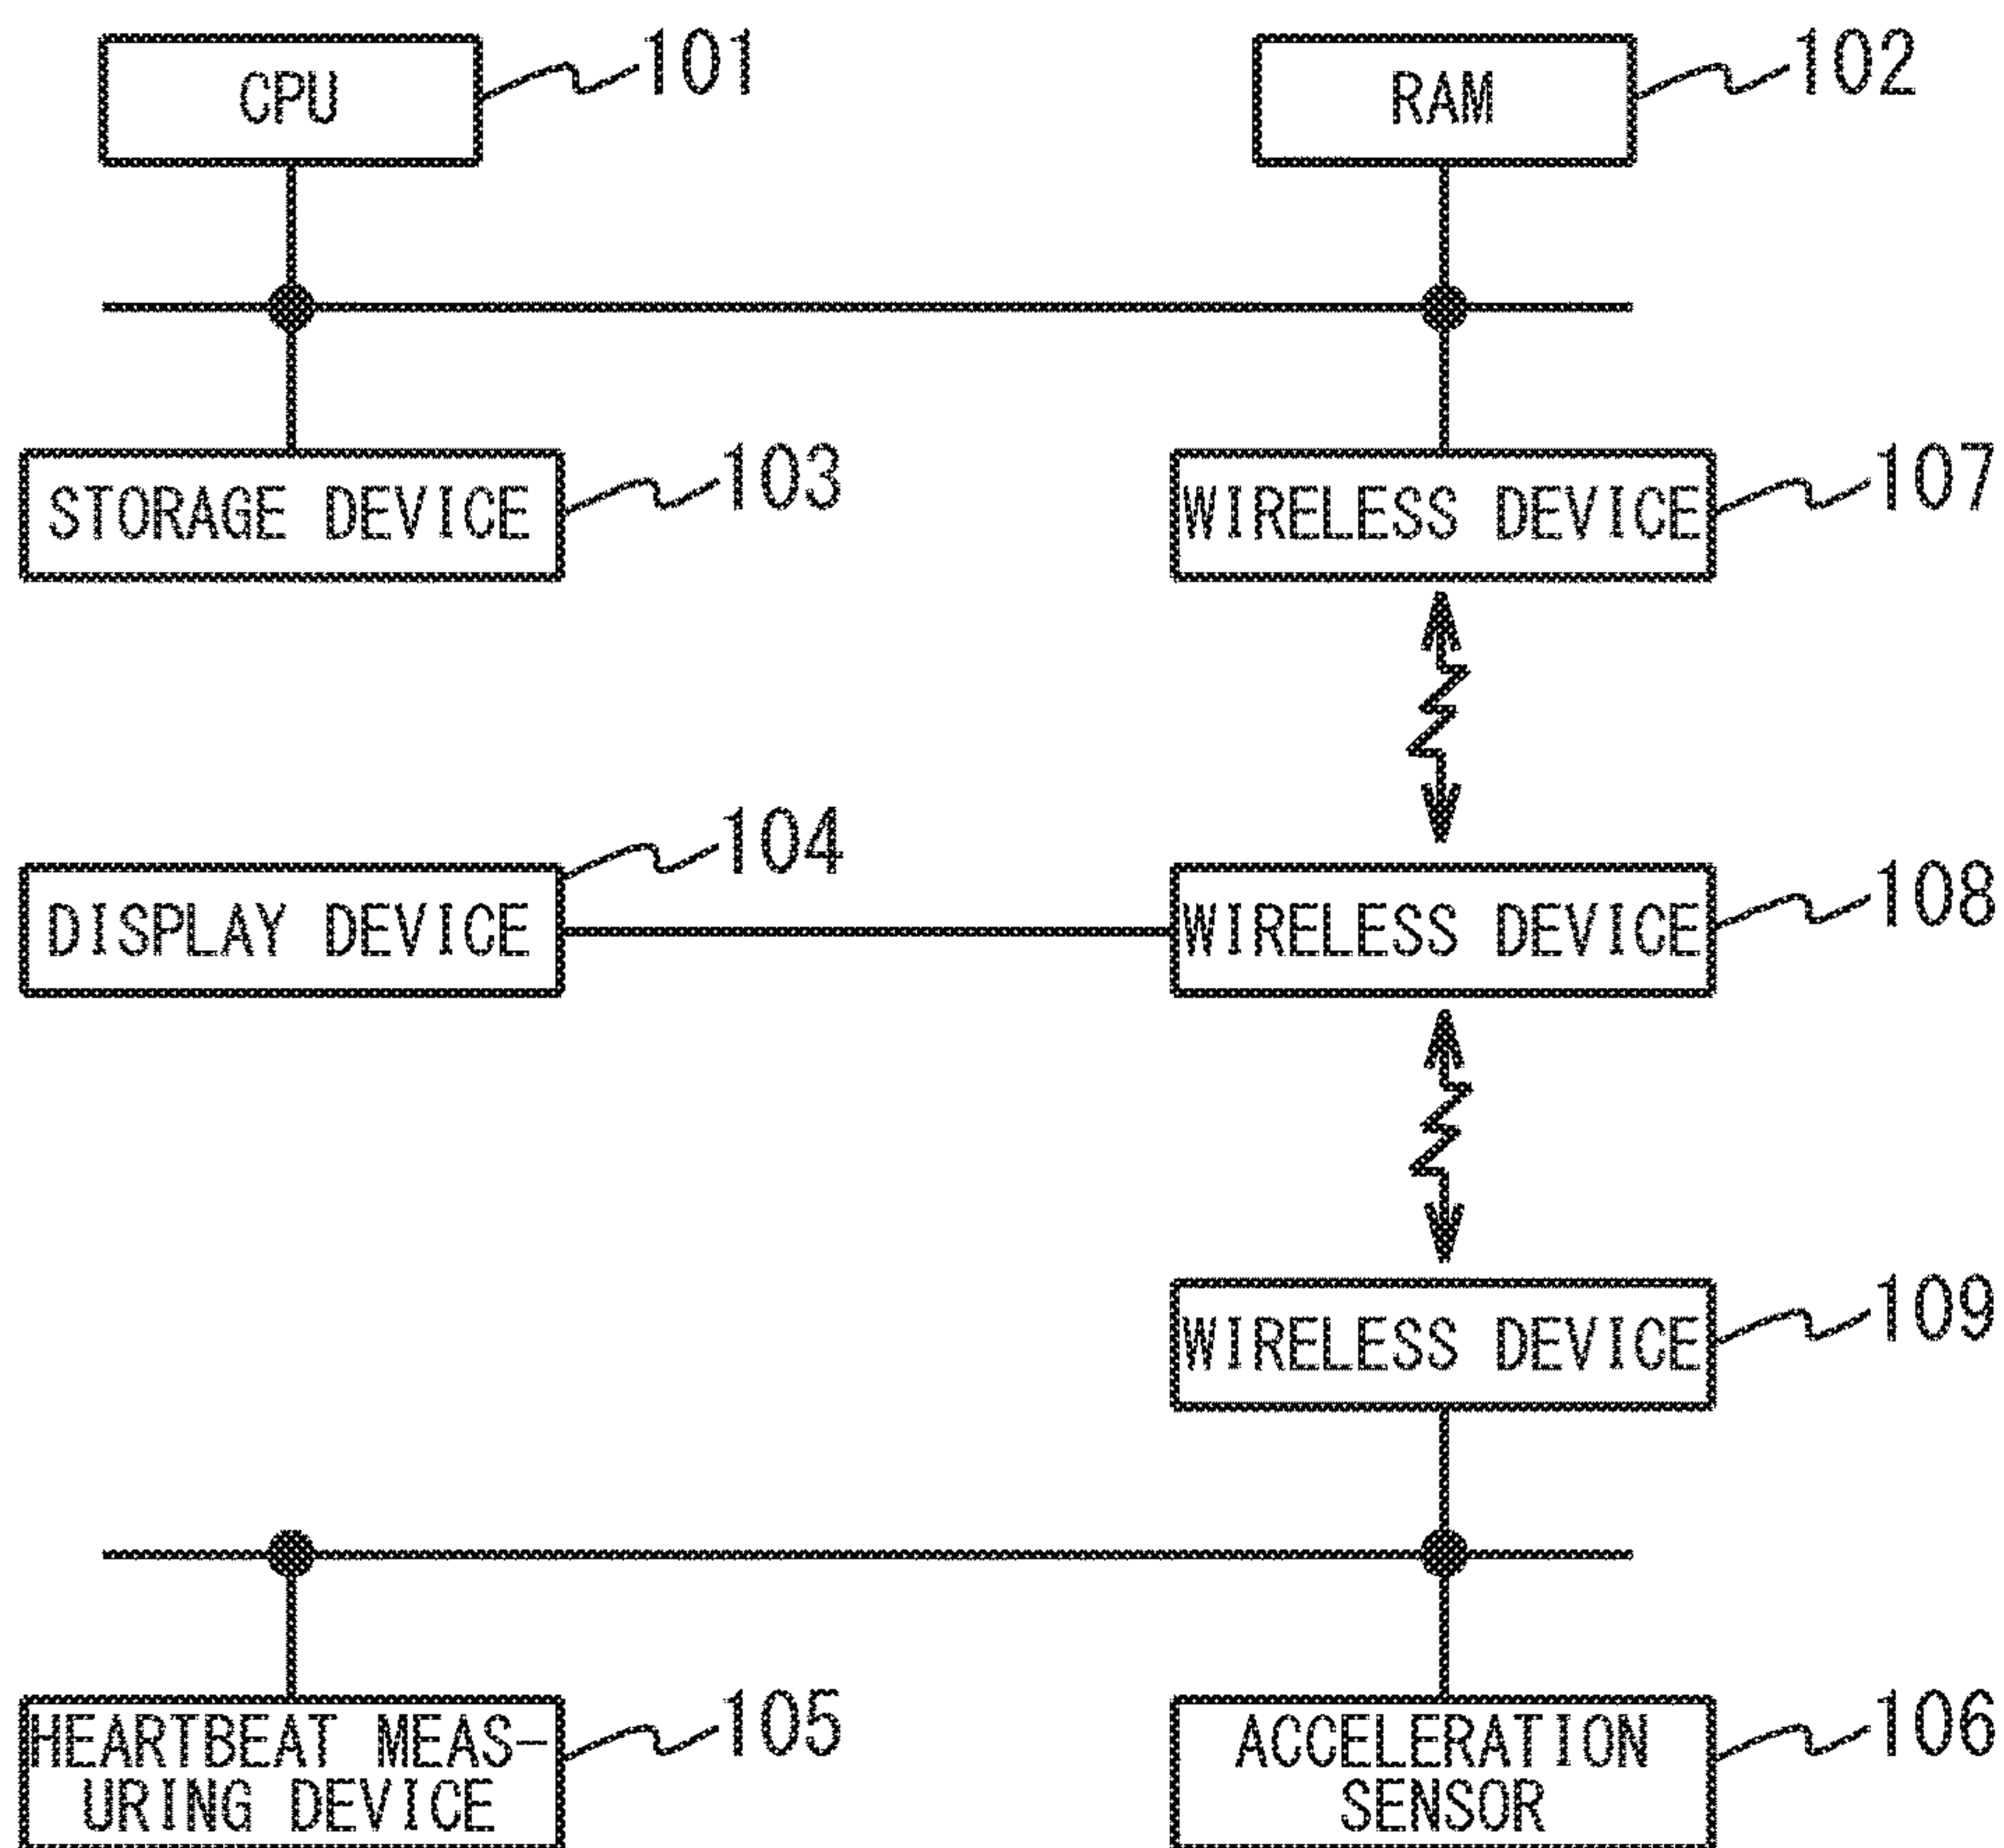 CPU 101
RAM 102
STORAGE DEVICE 103
WIRELESS DEVICE 107
DISPLAY DEVICE 104
WIRELESS DEVICE 108
WIRELESS DEVICE 109
HEARTBEAT MEAS-
URING DEVICE
105
ACCELERATION
SENSOR
106